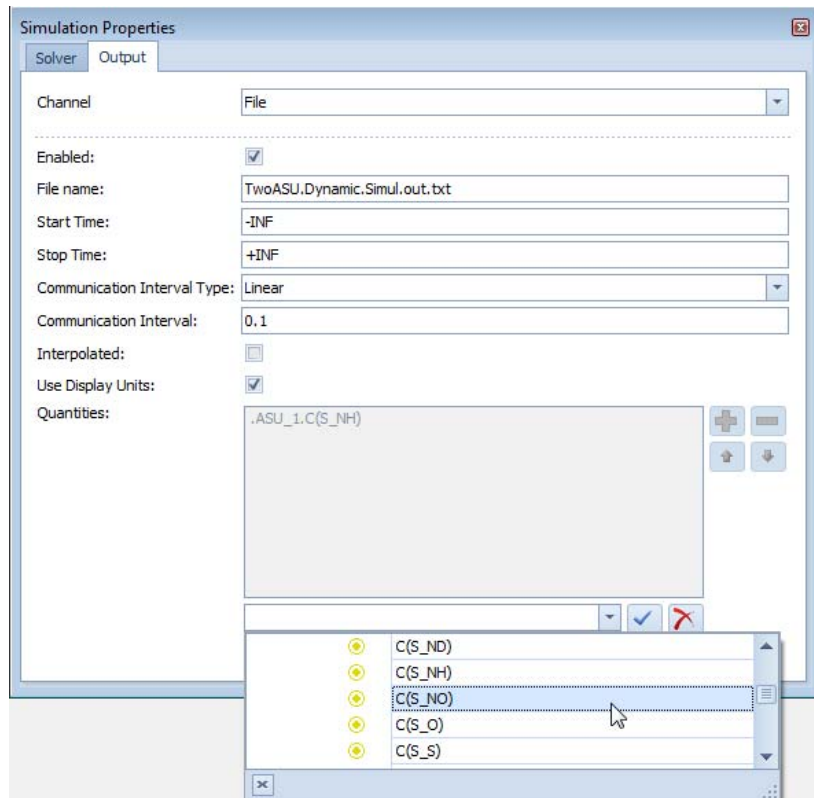 Simulation Properties
Solver Output
Channel File
Enabled:
File name: TwoASU.Dynamic.Simul.out.txt
Start Time: -INF
Stop Time: +INF
Communication Interval Type: Linear
Communication Interval: 0.1
Interpolated:
Use Display Units:
Quantities: .ASU_1.C(S_NH)
C(S_ND)
C(S_NH)
C(S_NO)
C(S_O)
C(S_S)